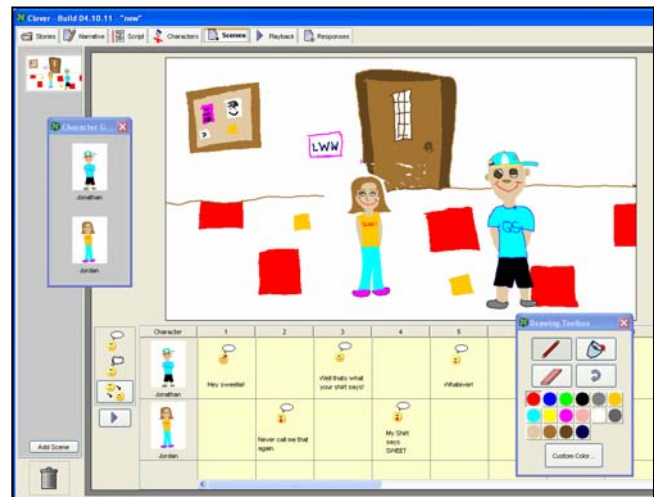 Clover - Build 04.10.11 - "new"
Stories Narrative Script Characters Scenes Playback Responses
Character G...
Jonathan
Jordan
LWW
SWEET
GS
Character 1 2 3 4 5
Jonathan
Hey sweetie!
Well thats what
your shirt says!
Whatever!
Jordan
Never call me that
again.
My Shirt
says
SWEET
Add Scene
Drawing Toolbox
Custom Color...